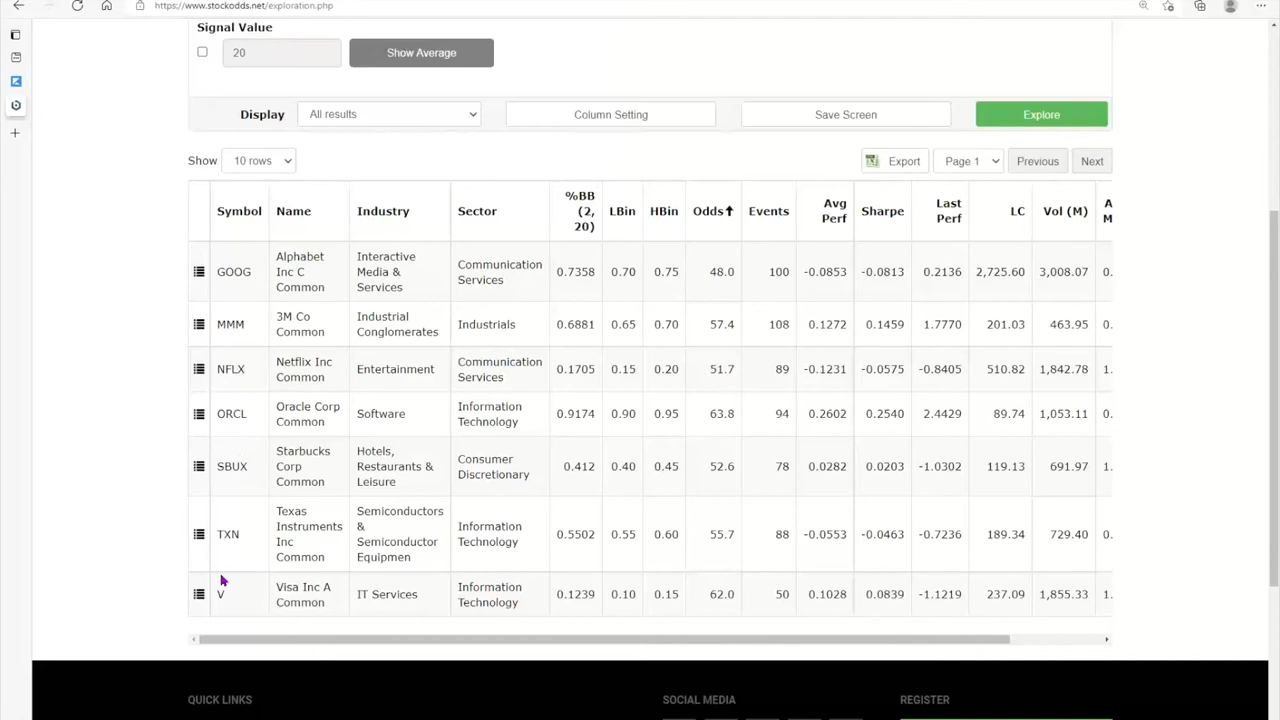 https://www.stockodds.net/exploration.php
Signal Value
20 Show Average
Display All results Column Setting Save Screen Explore
Show 10 rows Export Page 1 Previous Next
Symbol Name Industry Sector %BB (2, 20) LBin HBin Odds Events Avg Perf Sharpe Last Perf LC Vol (M) A M
GOOG Alphabet Inc C Common Interactive Media & Services Communication Services 0.7358 0.70 0.75 48.0 100 -0.0853 -0.0813 0.2136 2,725.60 3,008.07 0.
MMM 3M Co Common Industrial Conglomerates Industrials 0.6881 0.65 0.70 57.4 108 0.1272 0.1459 1.7770 201.03 463.95 0.
NFLX Netflix Inc Common Entertainment Communication Services 0.1705 0.15 0.20 51.7 89 -0.1231 -0.0575 -0.8405 510.82 1,842.78 1.
ORCL Oracle Corp Common Software Information Technology 0.9174 0.90 0.95 63.8 94 0.2602 0.2540 2.4429 89.74 1,053.11 0.
SBUX Starbucks Corp Common Hotels, Restaurants & Leisure Consumer Discretionary 0.412 0.40 0.45 52.6 78 0.0282 0.0203 -1.0302 119.13 691.97 1.
TXN Texas Instruments Inc Common Semiconductors & Semiconductor Equipmen Information Technology 0.5502 0.55 0.60 55.7 88 -0.0553 -0.0463 -0.7236 189.34 729.40 0.
V Visa Inc A Common IT Services Information Technology 0.1239 0.10 0.15 62.0 50 0.1028 0.0839 -1.1219 237.09 1,855.33 1.
QUICK LINKS SOCIAL MEDIA REGISTER